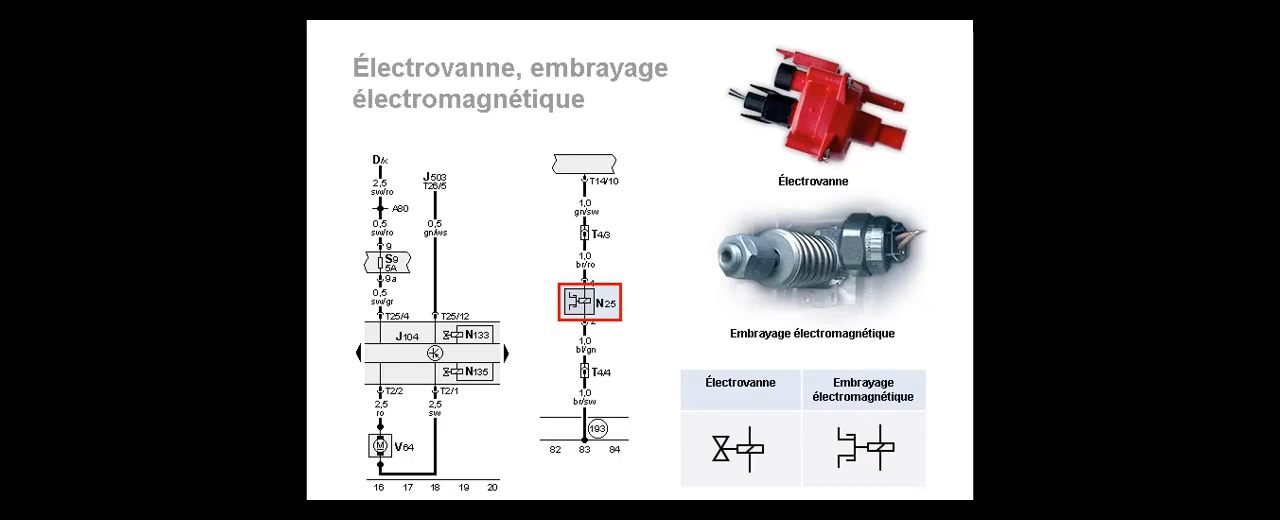 Électrovanne, embrayage
électromagnétique
Électrovanne
Embrayage électromagnétique
D/x
2,5
sw/ro
A80
0,5
sw/ro
9
S9
5A
9a
0,5
sw/gr
T25/4
J503
T26/5
0,5
gn/ws
T25/12
J104
N133
N135
T2/2
T2/1
2,5
ro
2,5
sw
M
V64
16 17 18 19 20
T14/10
1,0
gn/sw
T4/3
1,0
br/ro
N25
2
1,0
bl/gn
T4/4
1,0
br/sw
193
82 83 84
Électrovanne
Embrayage
électromagnétique